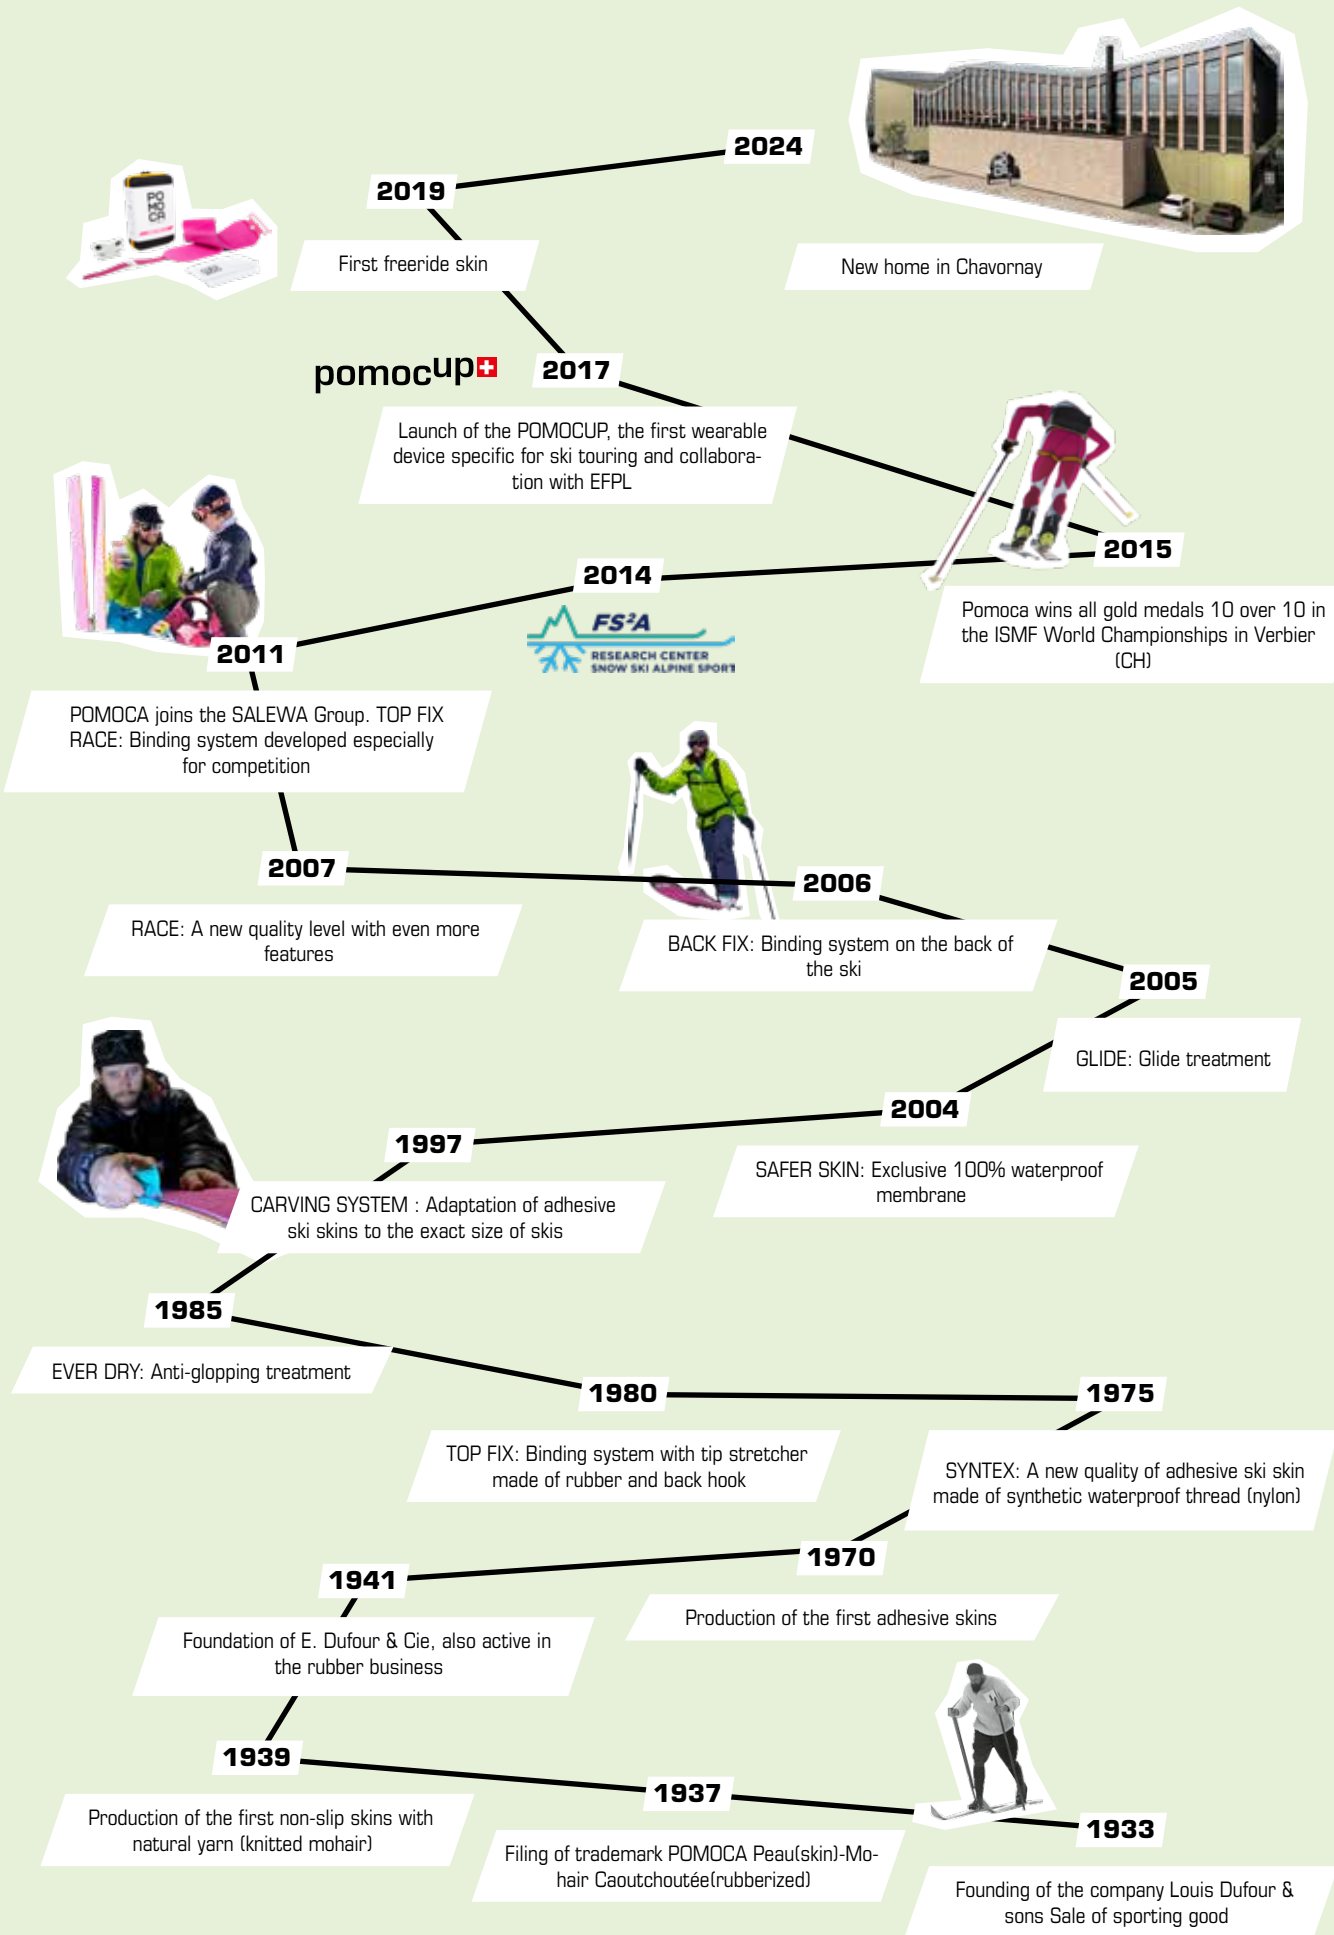 2024
2019
First freeride skin
New home in Chavornay
pomocup
2017
Launch of the POMOCUP, the first wearable
device specific for ski touring and collabora-
tion with EFPL
2015
Pomoca wins all gold medals 10 over 10 in
the ISMF World Championships in Verbier
(CH)
2014
FS²A
RESEARCH CENTER
SNOW SKI ALPINE SPORT
2011
POMOCA joins the SALEWA Group. TOP FIX
RACE: Binding system developed especially
for competition
2007
RACE: A new quality level with even more
features
2006
BACK FIX: Binding system on the back of
the ski
2005
GLIDE: Glide treatment
2004
SAFER SKIN: Exclusive 100% waterproof
membrane
1997
CARVING SYSTEM : Adaptation of adhesive
ski skins to the exact size of skis
1985
EVER DRY: Anti-glopping treatment
1980
TOP FIX: Binding system with tip stretcher
made of rubber and back hook
1975
SYNTEX: A new quality of adhesive ski skin
made of synthetic waterproof thread (nylon)
1970
Production of the first adhesive skins
1941
Foundation of E. Dufour & Cie, also active in
the rubber business
1939
Production of the first non-slip skins with
natural yarn (knitted mohair)
1937
Filing of trademark POMOCA Peau(skin)-Mo-
hair Caoutchoutée(rubberized)
1933
Founding of the company Louis Dufour &
sons Sale of sporting good